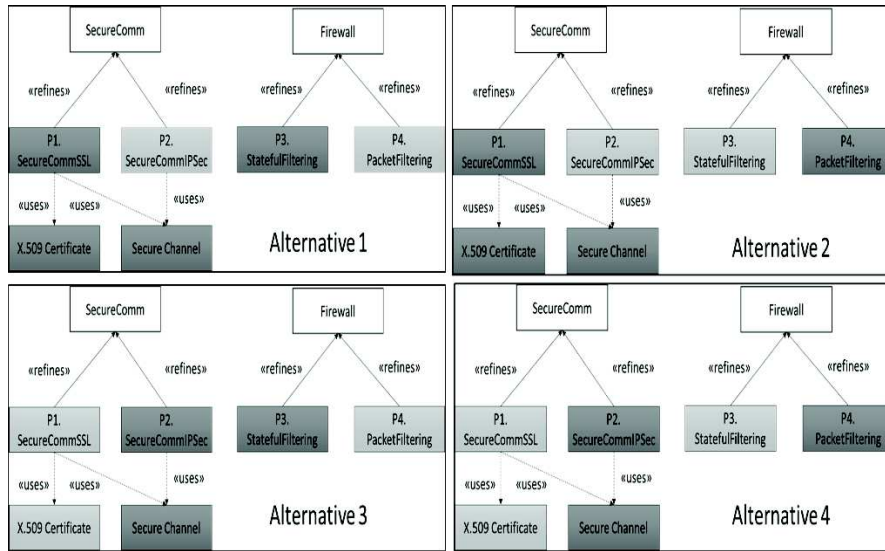 SecureComm
Firewall
«refines»
«refines»
«refines»
«refines»
P1.
SecureCommSSL
P2.
SecureCommIPSec
P3.
StatefulFiltering
P4.
PacketFiltering
«uses»
«uses»
«uses»
X.509 Certificate
Secure Channel
Alternative 1
SecureComm
Firewall
«refines»
«refines»
«refines»
«refines»
P1.
SecureCommSSL
P2.
SecureCommIPSec
P3.
StatefulFiltering
P4.
PacketFiltering
«uses»
«uses»
«uses»
X.509 Certificate
Secure Channel
Alternative 2
SecureComm
Firewall
«refines»
«refines»
«refines»
«refines»
P1.
SecureCommSSL
P2.
SecureCommIPSec
P3.
StatefulFiltering
P4.
PacketFiltering
«uses»
«uses»
«uses»
X.509 Certificate
Secure Channel
Alternative 3
SecureComm
Firewall
«refines»
«refines»
«refines»
«refines»
P1.
SecureCommSSL
P2.
SecureCommIPSec
P3.
StatefulFiltering
P4.
PacketFiltering
«uses»
«uses»
«uses»
X.509 Certificate
Secure Channel
Alternative 4